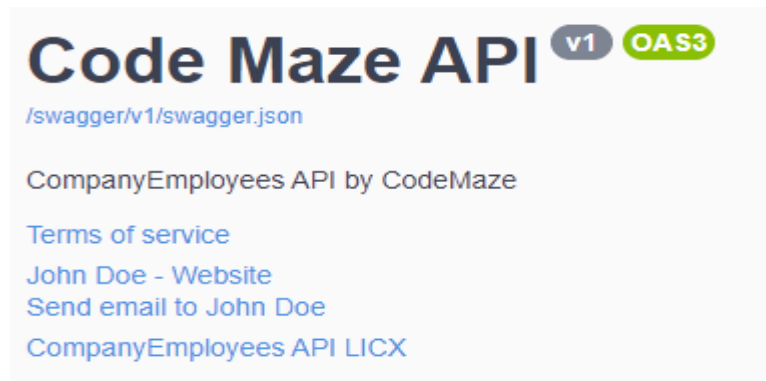 Code Maze API v1 OAS3
/swagger/v1/swagger.json
CompanyEmployees API by CodeMaze
Terms of service
John Doe - Website
Send email to John Doe
CompanyEmployees API LICX